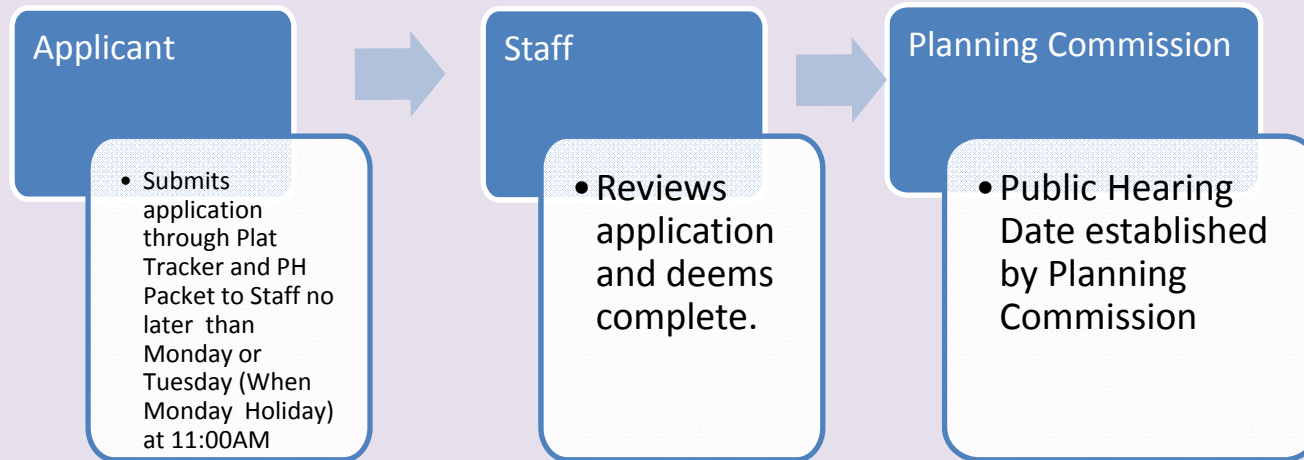 Applicant
• Submits
application
through Plat
Tracker and PH
Packet to Staff no
later than
Monday or
Tuesday (When
Monday Holiday)
at 11:00AM
Staff
• Reviews
application
and deems
complete.
Planning Commission
• Public Hearing
Date established
by Planning
Commission